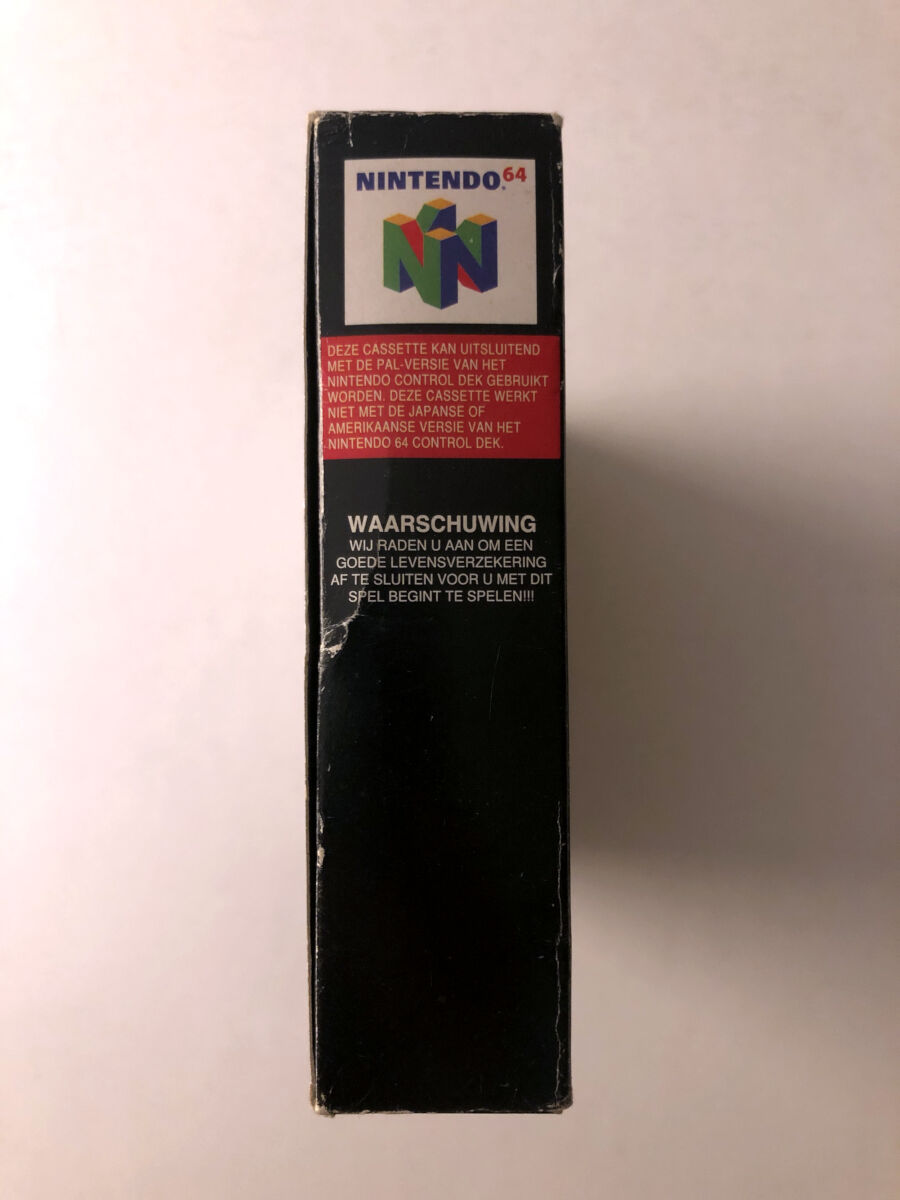 NINTENDO 64
DEZE CASSETTE KAN UITSLUITEND
MET DE PAL-VERSIE VAN HET
NINTENDO CONTROL DEK GEBRUIKT
WORDEN. DEZE CASSETTE WERKT
NIET MET DE JAPANSE OF
AMERIKAANSE VERSIE VAN HET
NINTENDO 64 CONTROL DEK.
WAARSCHUWING
WIJ RADEN U AAN OM EEN
GOEDE LEVENSVERZEKERING
AF TE SLUITEN VOOR U MET DIT
SPEL BEGINT TE SPELEN!!!